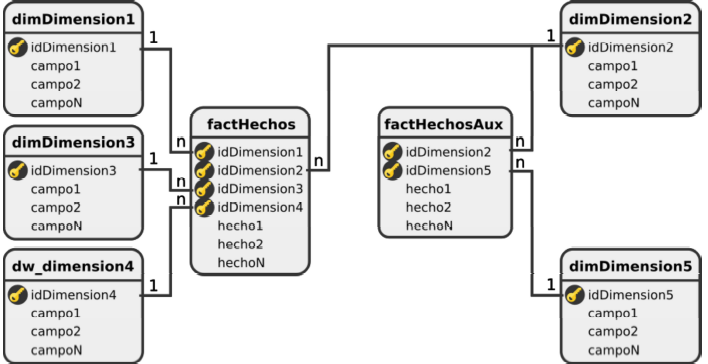 dimDimension1
idDimension1
campo1
campo2
campoN
1
dimDimension3
idDimension3
campo1
campo2
campoN
1
dw_dimension4
idDimension4
campo1
campo2
campoN
1
n
n
n
factHechos
idDimension1
idDimension2
idDimension3
idDimension4
hecho1
hecho2
hechoN
n
factHechosAux
idDimension2
idDimension5
hecho1
hecho2
hechoN
n
n
1
dimDimension2
idDimension2
campo1
campo2
campoN
1
dimDimension5
idDimension5
campo1
campo2
campoN